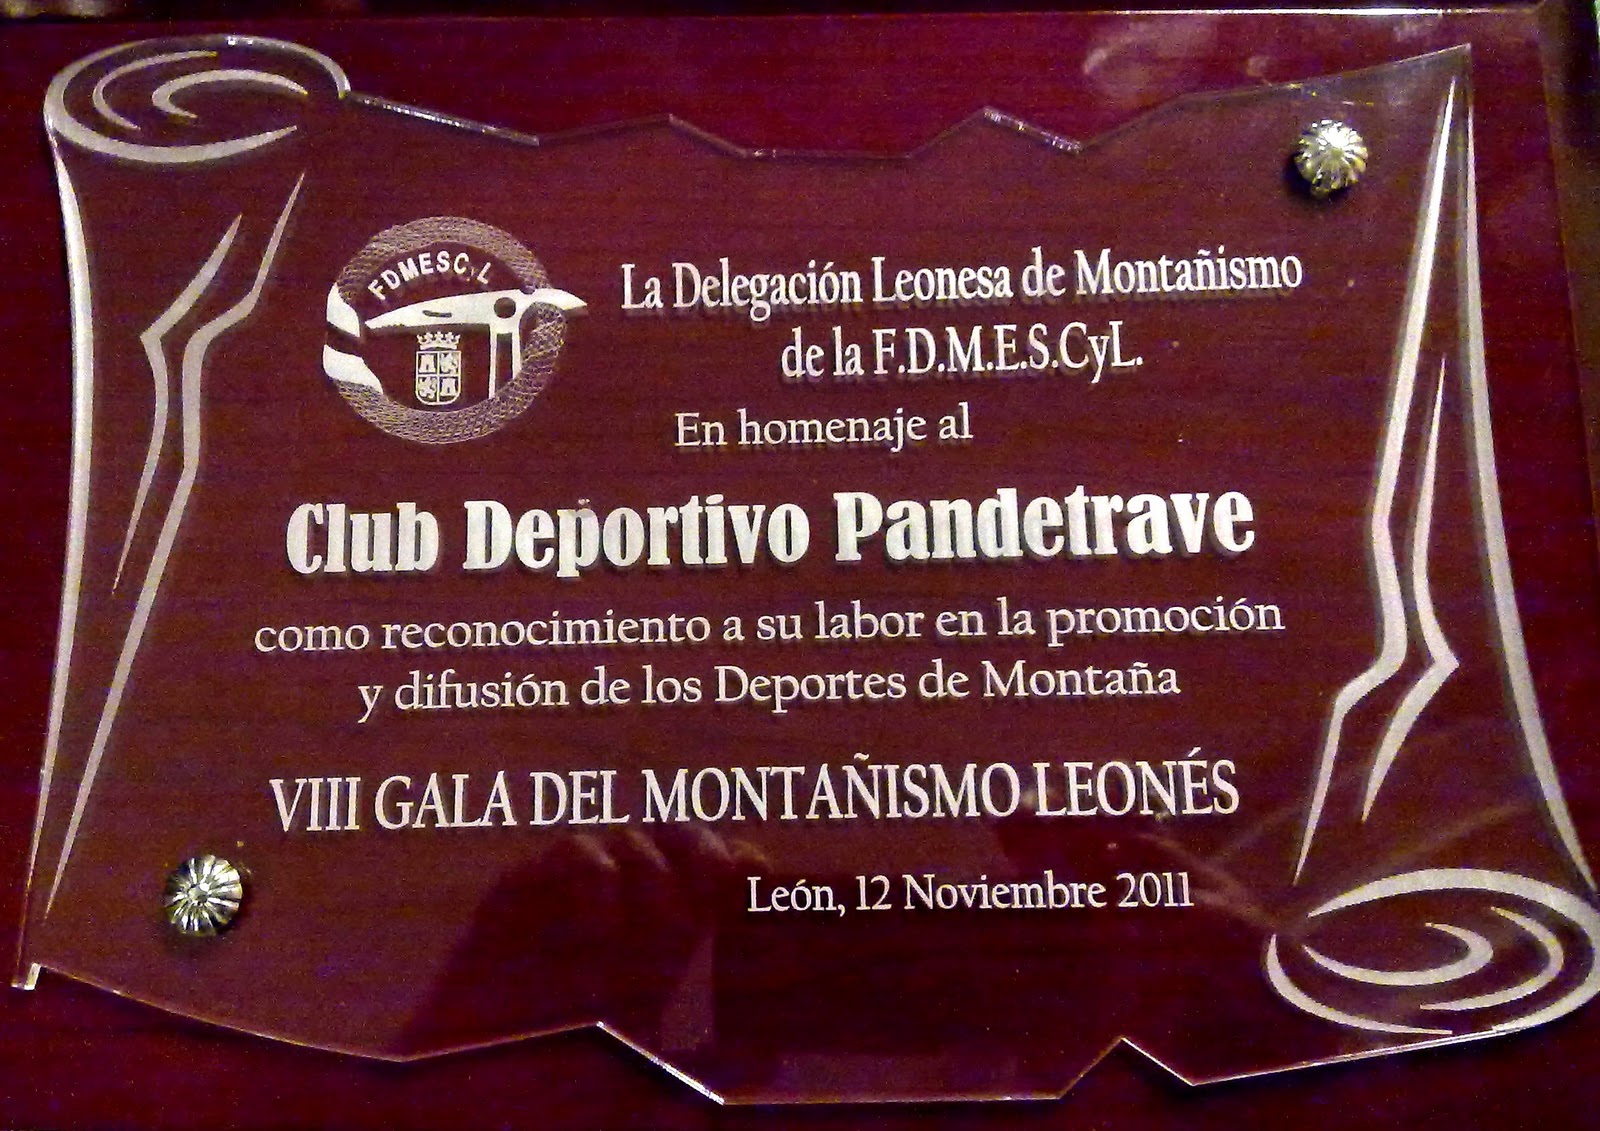 FDMESCyL
La Delegación Leonesa de Montañismo
de la F.D.M.E.S.CyL.
En homenaje al
Club Deportivo Pandetrave
como reconocimiento a su labor en la promoción
y difusión de los Deportes de Montaña
VIII GALA DEL MONTAÑISMO LEONÉS
León, 12 Noviembre 2011